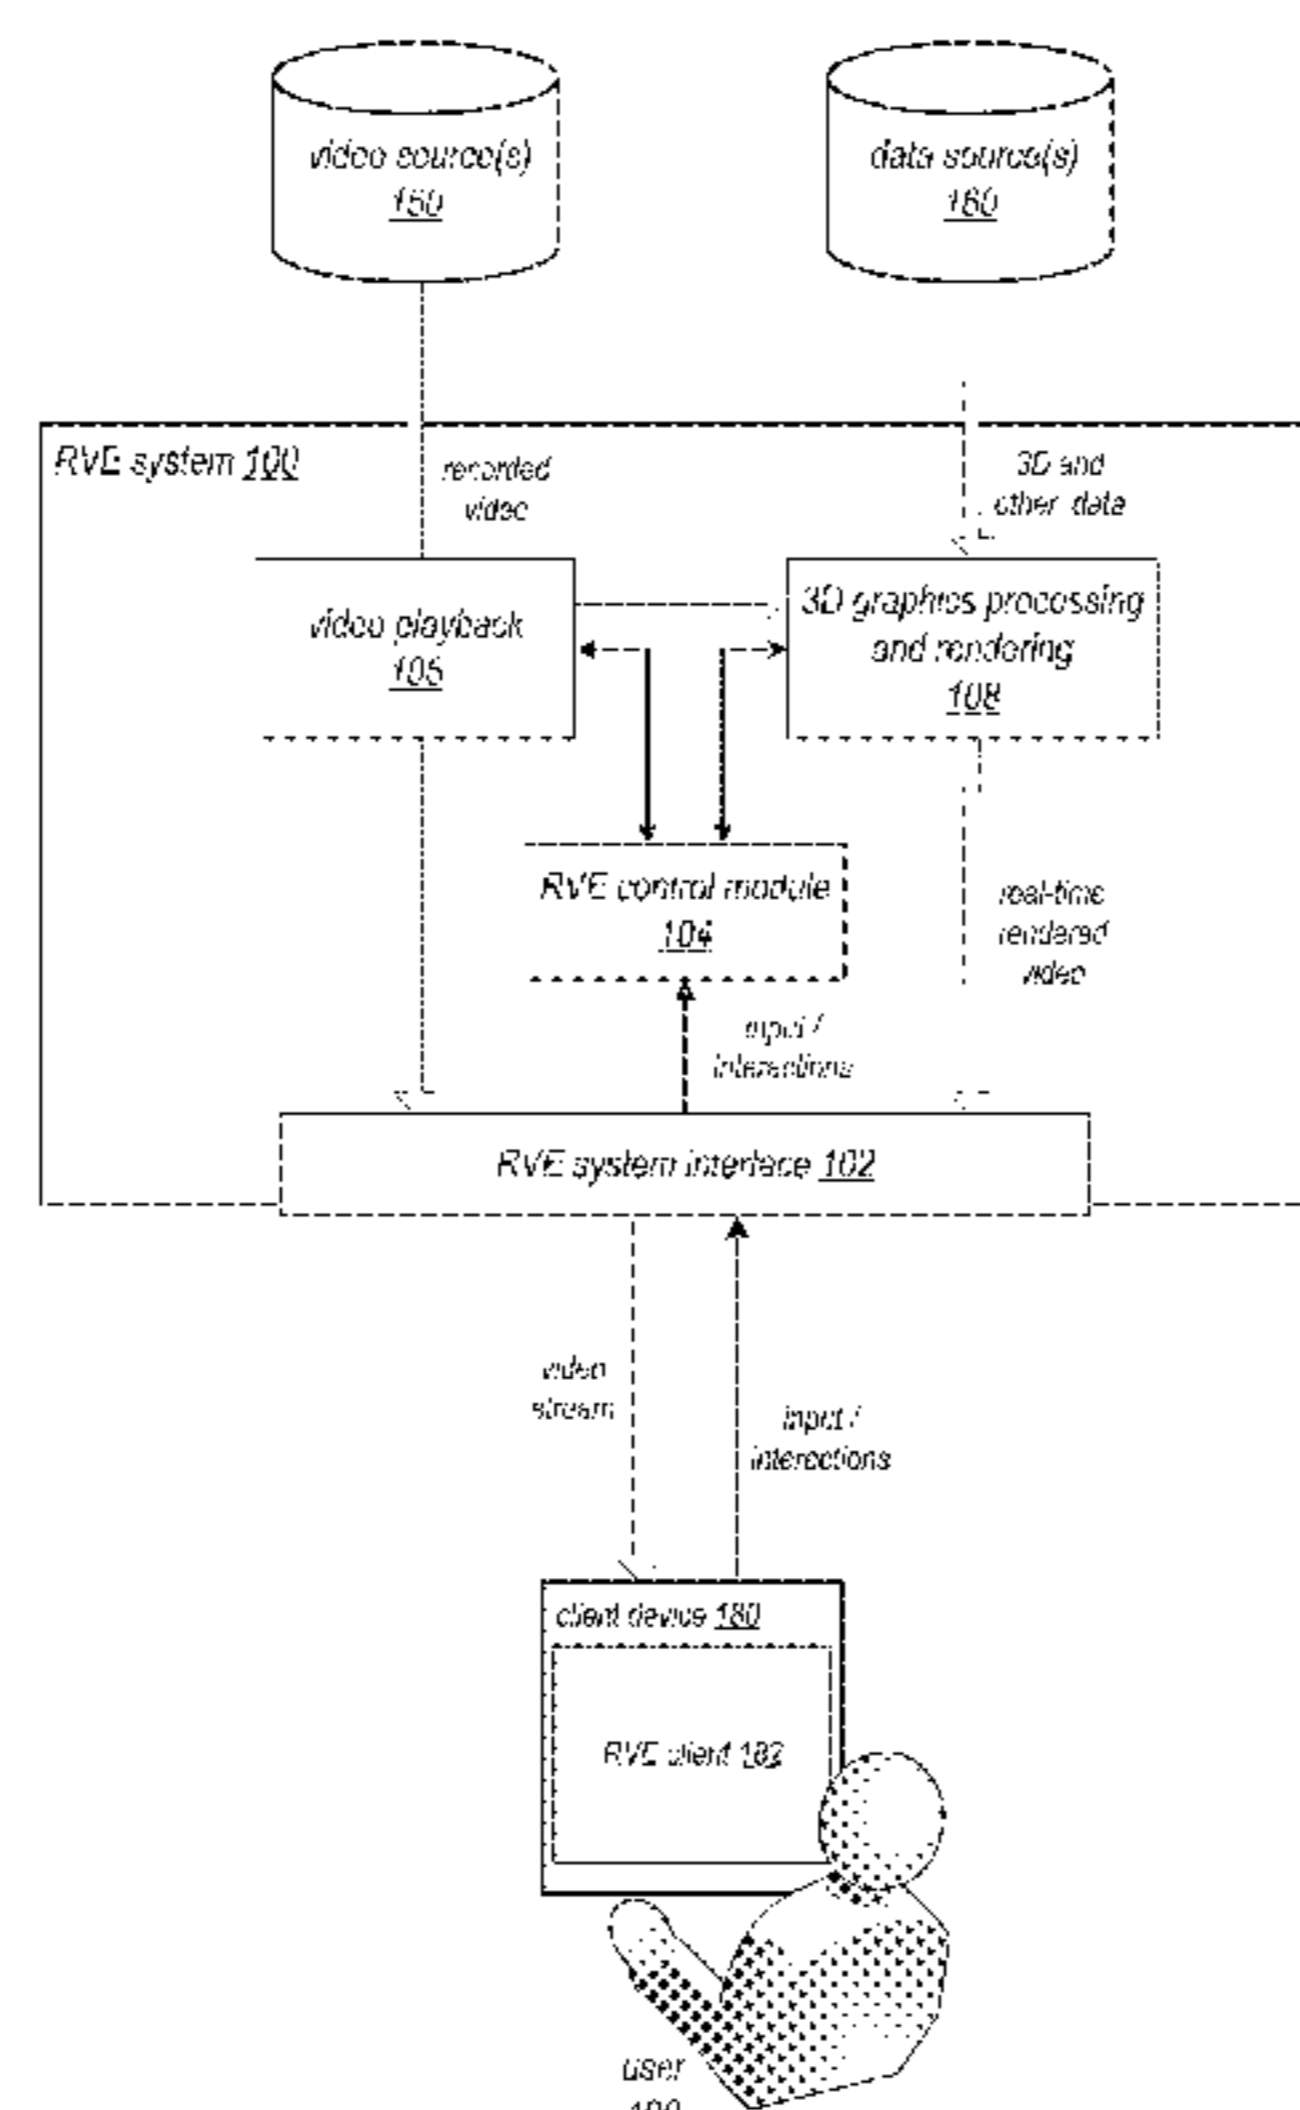 video source(s)
150
data source(s)
160
RVE system 100
recorded
video
3D and
other data
video playback
106
3D graphics processing
and rendering
108
RVE control module
104
real-time
rendered
video
input /
interactions
RVE system interface 102
video
stream
input /
interactions
client device 180
RVE client 182
user